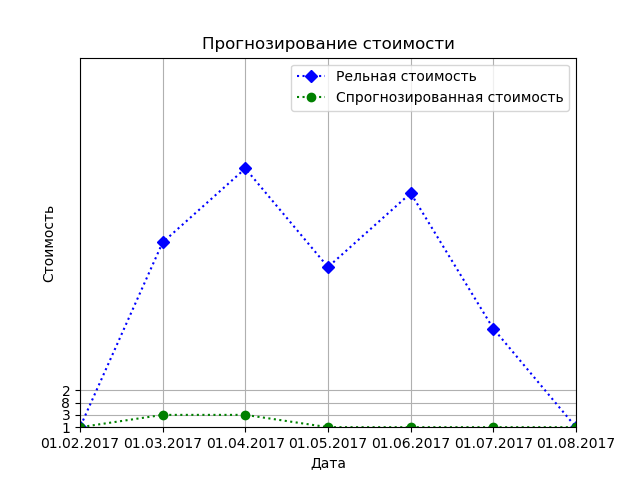 Прогнозирование стоимости
Рельная стоимость
Спрогнозированная стоимость
Стоимость
2
8
3
1
01.02.2017 01.03.2017 01.04.2017 01.05.2017 01.06.2017 01.07.2017 01.08.2017
Дата